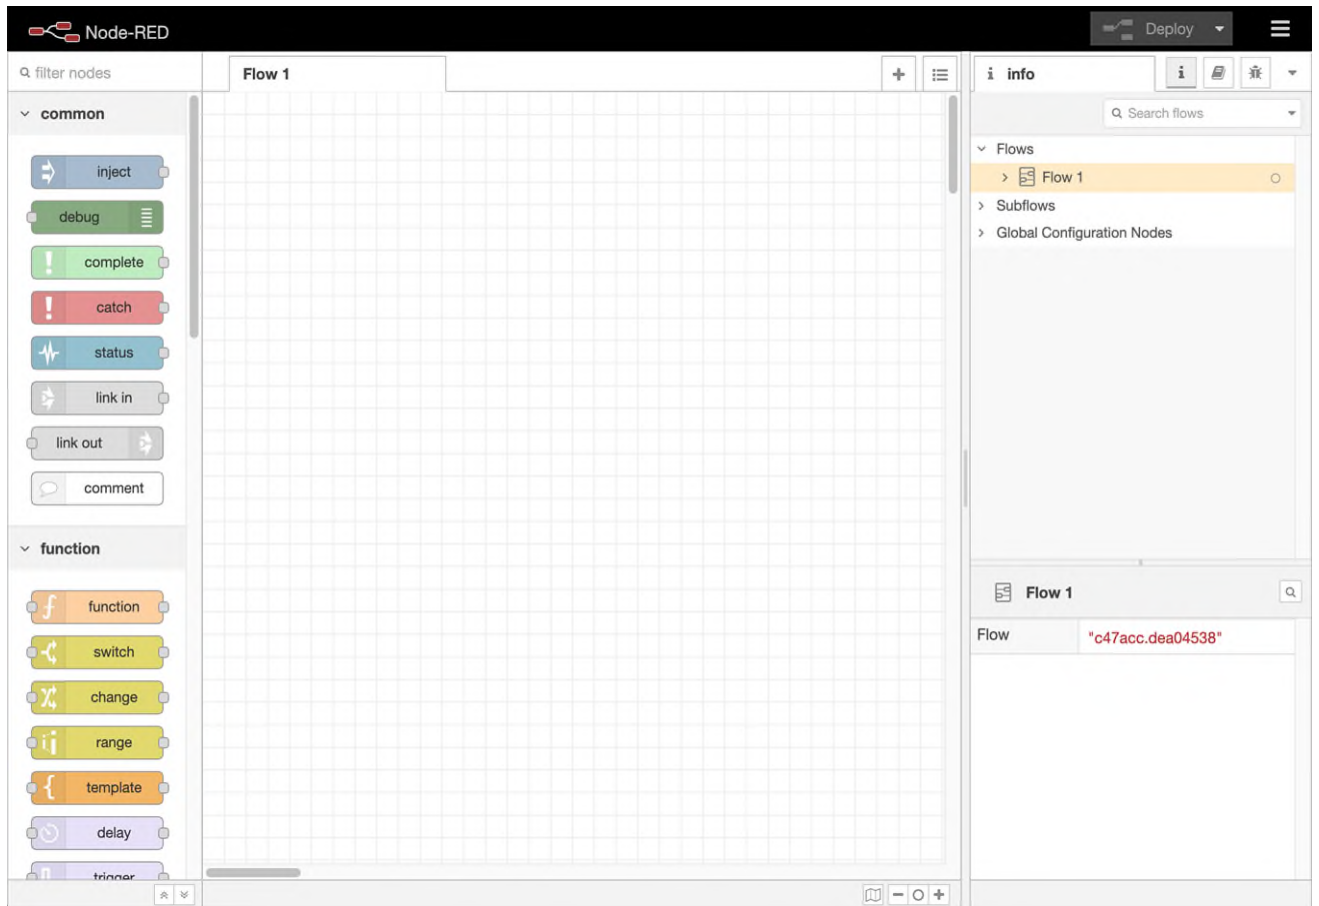 Node-RED
Deploy
filter nodes
Flow 1
i info
i
Search flows
common
inject
debug
complete
catch
status
link in
link out
comment
function
function
switch
change
range
template
delay
trigger
Flows
Flow 1
Subflows
Global Configuration Nodes
Flow 1
Flow "c47acc.dea04538"